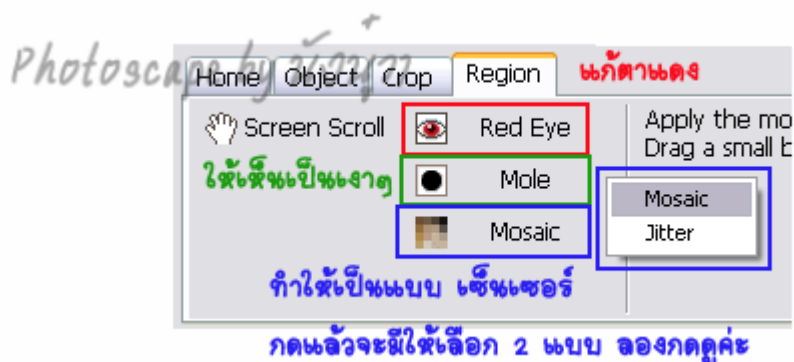 Photoscape by
Home Object Crop Region แก้ตาแดง
Screen Scroll Red Eye Apply the mo
Drag a small b
ให้เห็นเป็นเงาๆ Mole
Mosaic
Mosaic Jitter
ทำให้เป็นแบบ เซ็นเซอร์
กดแล้วจะมีให้เลือก 2 แบบ ลองกดดูค่ะ